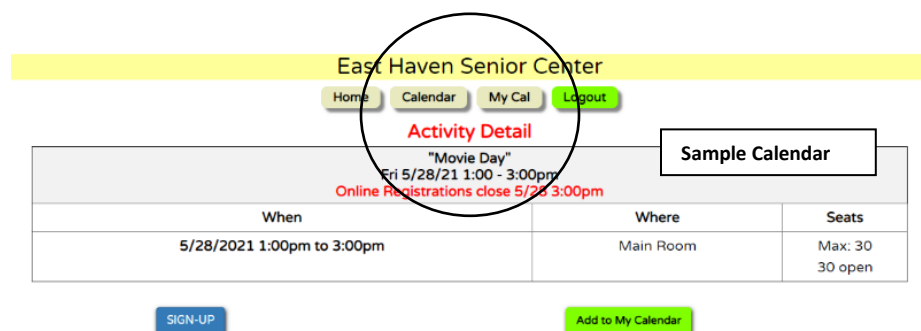 East Haven Senior Center
Home Calendar My Cal Logout
Activity Detail
Sample Calendar
"Movie Day"
Fri 5/28/21 1:00 - 3:00pm
Online Registrations close 5/28 3:00pm
When Where Seats
5/28/2021 1:00pm to 3:00pm Main Room Max: 30
30 open
SIGN-UP Add to My Calendar